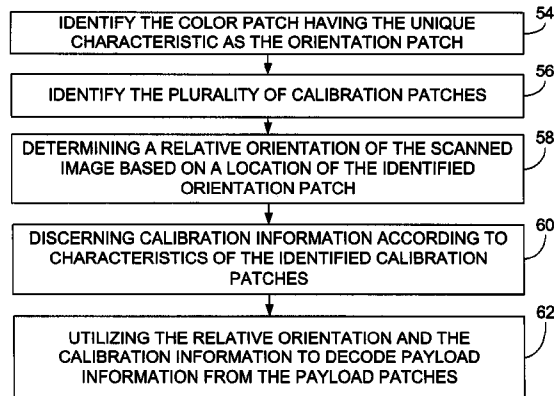 54
IDENTIFY THE COLOR PATCH HAVING THE UNIQUE
CHARACTERISTIC AS THE ORIENTATION PATCH
56
IDENTIFY THE PLURALITY OF CALIBRATION PATCHES
58
DETERMINING A RELATIVE ORIENTATION OF THE SCANNED
IMAGE BASED ON A LOCATION OF THE IDENTIFIED
ORIENTATION PATCH
60
DISCERNING CALIBRATION INFORMATION ACCORDING TO
CHARACTERISTICS OF THE IDENTIFIED CALIBRATION
PATCHES
62
UTILIZING THE RELATIVE ORIENTATION AND THE
CALIBRATION INFORMATION TO DECODE PAYLOAD
INFORMATION FROM THE PAYLOAD PATCHES